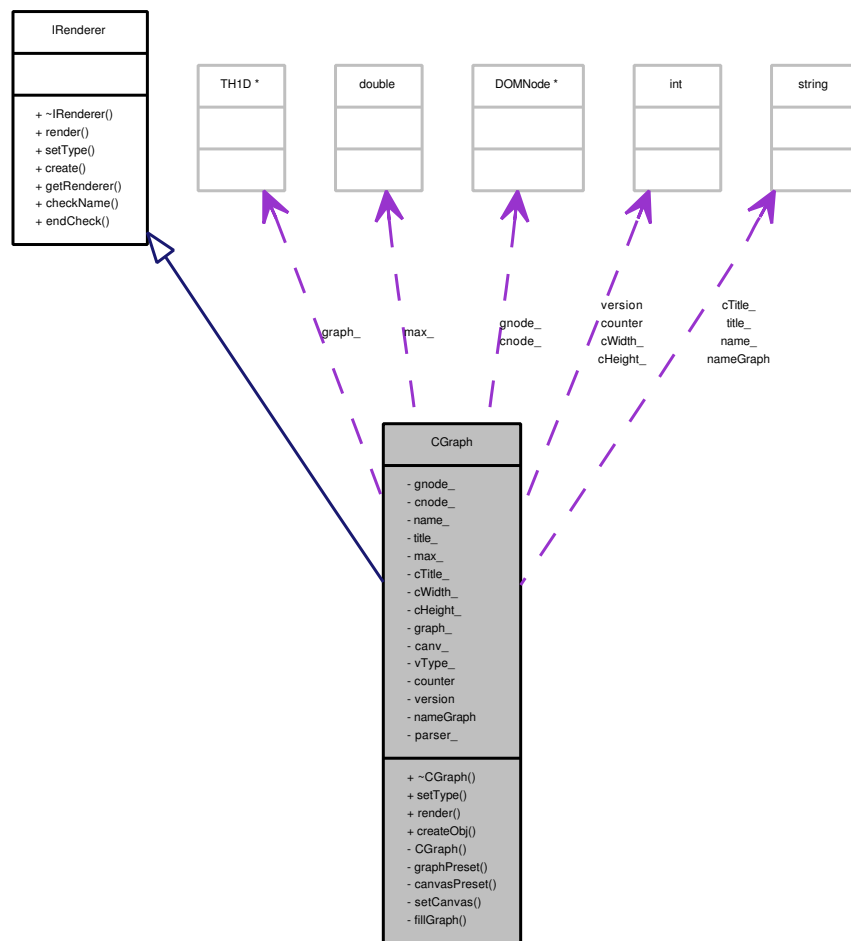 IRenderer
+ ~IRenderer()
+ render()
+ setType()
+ create()
+ getRenderer()
+ checkName()
+ endCheck()
TH1D *
double
DOMNode *
int
string
graph_
max_
gnode_
cnode_
version
counter
cWidth_
cHeight_
cTitle_
title_
name_
nameGraph
CGraph
- gnode_
- cnode_
- name_
- title_
- max_
- cTitle_
- cWidth_
- cHeight_
- graph_
- canv_
- vType_
- counter
- version
- nameGraph
- parser_
+ ~CGraph()
+ setType()
+ render()
+ createObj()
- CGraph()
- graphPreset()
- canvasPreset()
- setCanvas()
- fillGraph()